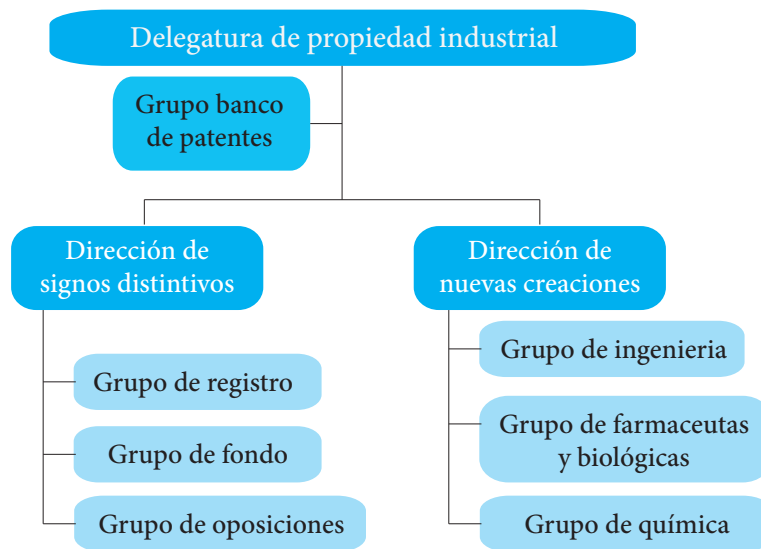 Delegatura de propiedad industrial
Grupo banco
de patentes
Dirección de
signos distintivos
Grupo de registro
Grupo de fondo
Grupo de oposiciones
Dirección de
nuevas creaciones
Grupo de ingenieria
Grupo de farmaceutas
y biológicas
Grupo de química